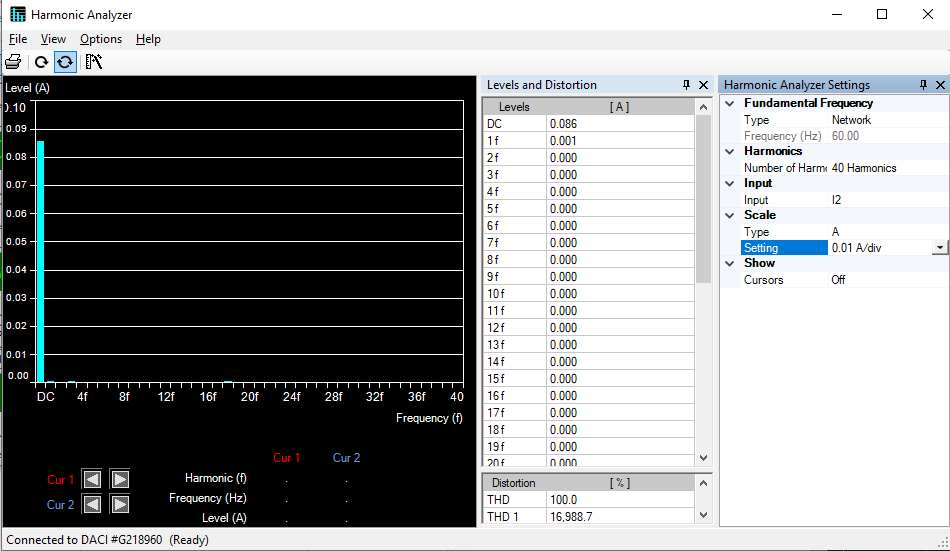 Harmonic Analyzer
File View Options Help
Level (A)
0.10
0.09
0.08
0.07
0.06
0.05
0.04
0.03
0.02
0.01
0.00
DC 4f 8f 12f 16f 20f 24f 28f 32f 36f 40
Frequency (f)
Cur 1 Cur 2
Cur 1
Cur 2
Harmonic (f) . .
Frequency (Hz) . .
Level (A) . .
Levels and Distortion
Levels [ A ]
DC 0.086
1 f 0.001
2 f 0.000
3 f 0.000
4 f 0.000
5 f 0.000
6 f 0.000
7 f 0.000
8 f 0.000
9 f 0.000
10 f 0.000
11 f 0.000
12 f 0.000
13 f 0.000
14 f 0.000
15 f 0.000
16 f 0.000
17 f 0.000
18 f 0.000
19 f 0.000
20 f 0.000
Distortion [ % ]
THD 100.0
THD 1 16,988.7
Harmonic Analyzer Settings
Fundamental Frequency
Type Network
Frequency (Hz) 60.00
Harmonics
Number of Harm 40 Harmonics
Input
Input I2
Scale
Type A
Setting 0.01 A/div
Show
Cursors Off
Connected to DACI #G218960 (Ready)